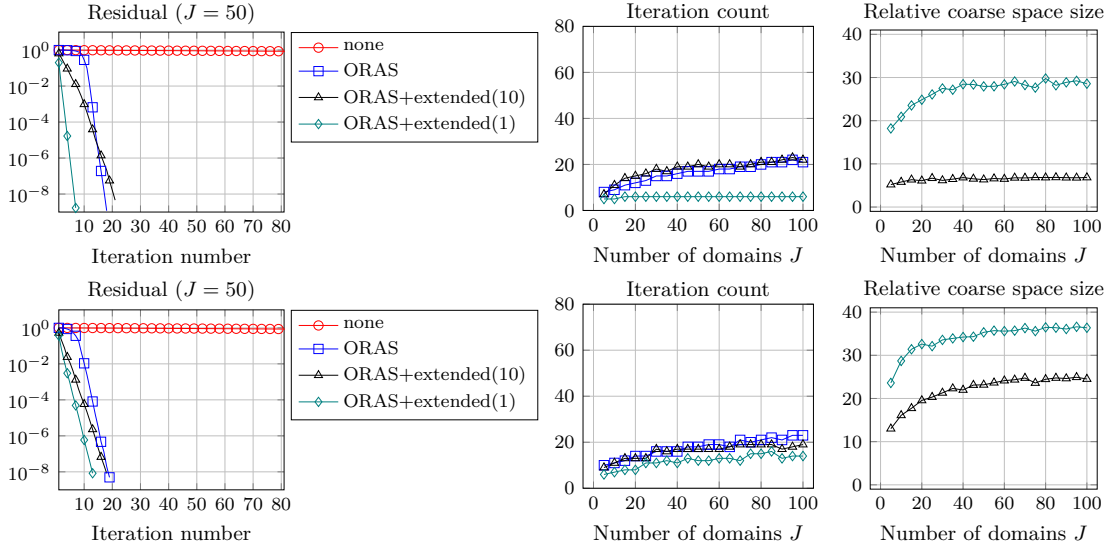 Residual (J = 50)
10^0
10^−2
10^−4
10^−6
10^−8
10 20 30 40 50 60 70 80
Iteration number
none
ORAS
ORAS+extended(10)
ORAS+extended(1)
Iteration count
80
60
40
20
0
0 20 40 60 80 100
Number of domains J
Relative coarse space size
40
30
20
10
0
0 20 40 60 80 100
Number of domains J
Residual (J = 50)
10^0
10^−2
10^−4
10^−6
10^−8
10 20 30 40 50 60 70 80
Iteration number
none
ORAS
ORAS+extended(10)
ORAS+extended(1)
Iteration count
80
60
40
20
0
0 20 40 60 80 100
Number of domains J
Relative coarse space size
40
30
20
10
0
0 20 40 60 80 100
Number of domains J